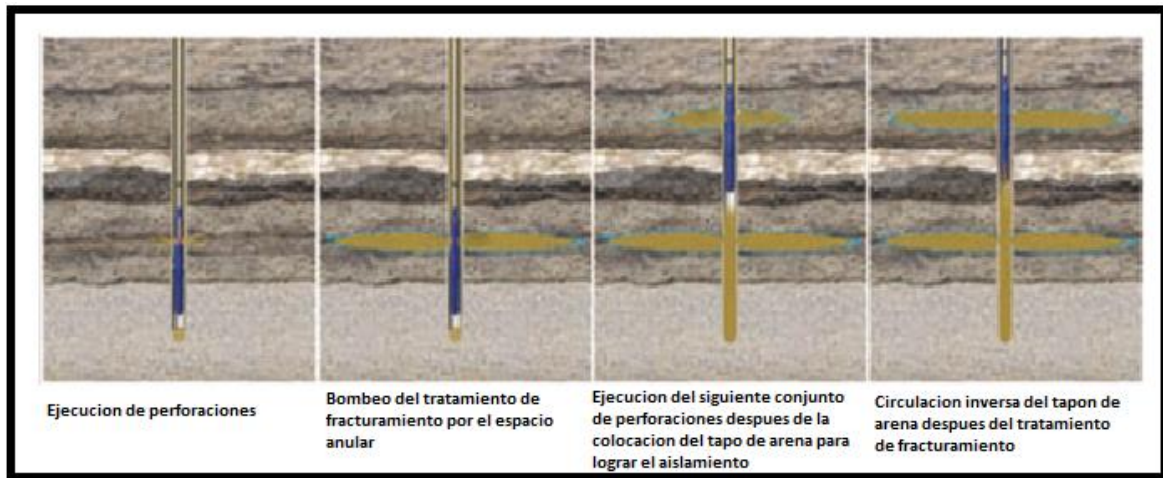 Ejecucion de perforaciones
Bombeo del tratamiento de
fracturamiento por el espacio
anular
Ejecucion del siguiente conjunto
de perforaciones despues de la
colocacion del tapo de arena para
lograr el aislamiento
Circulacion inversa del tapon de
arena despues del tratamiento
de fracturamiento